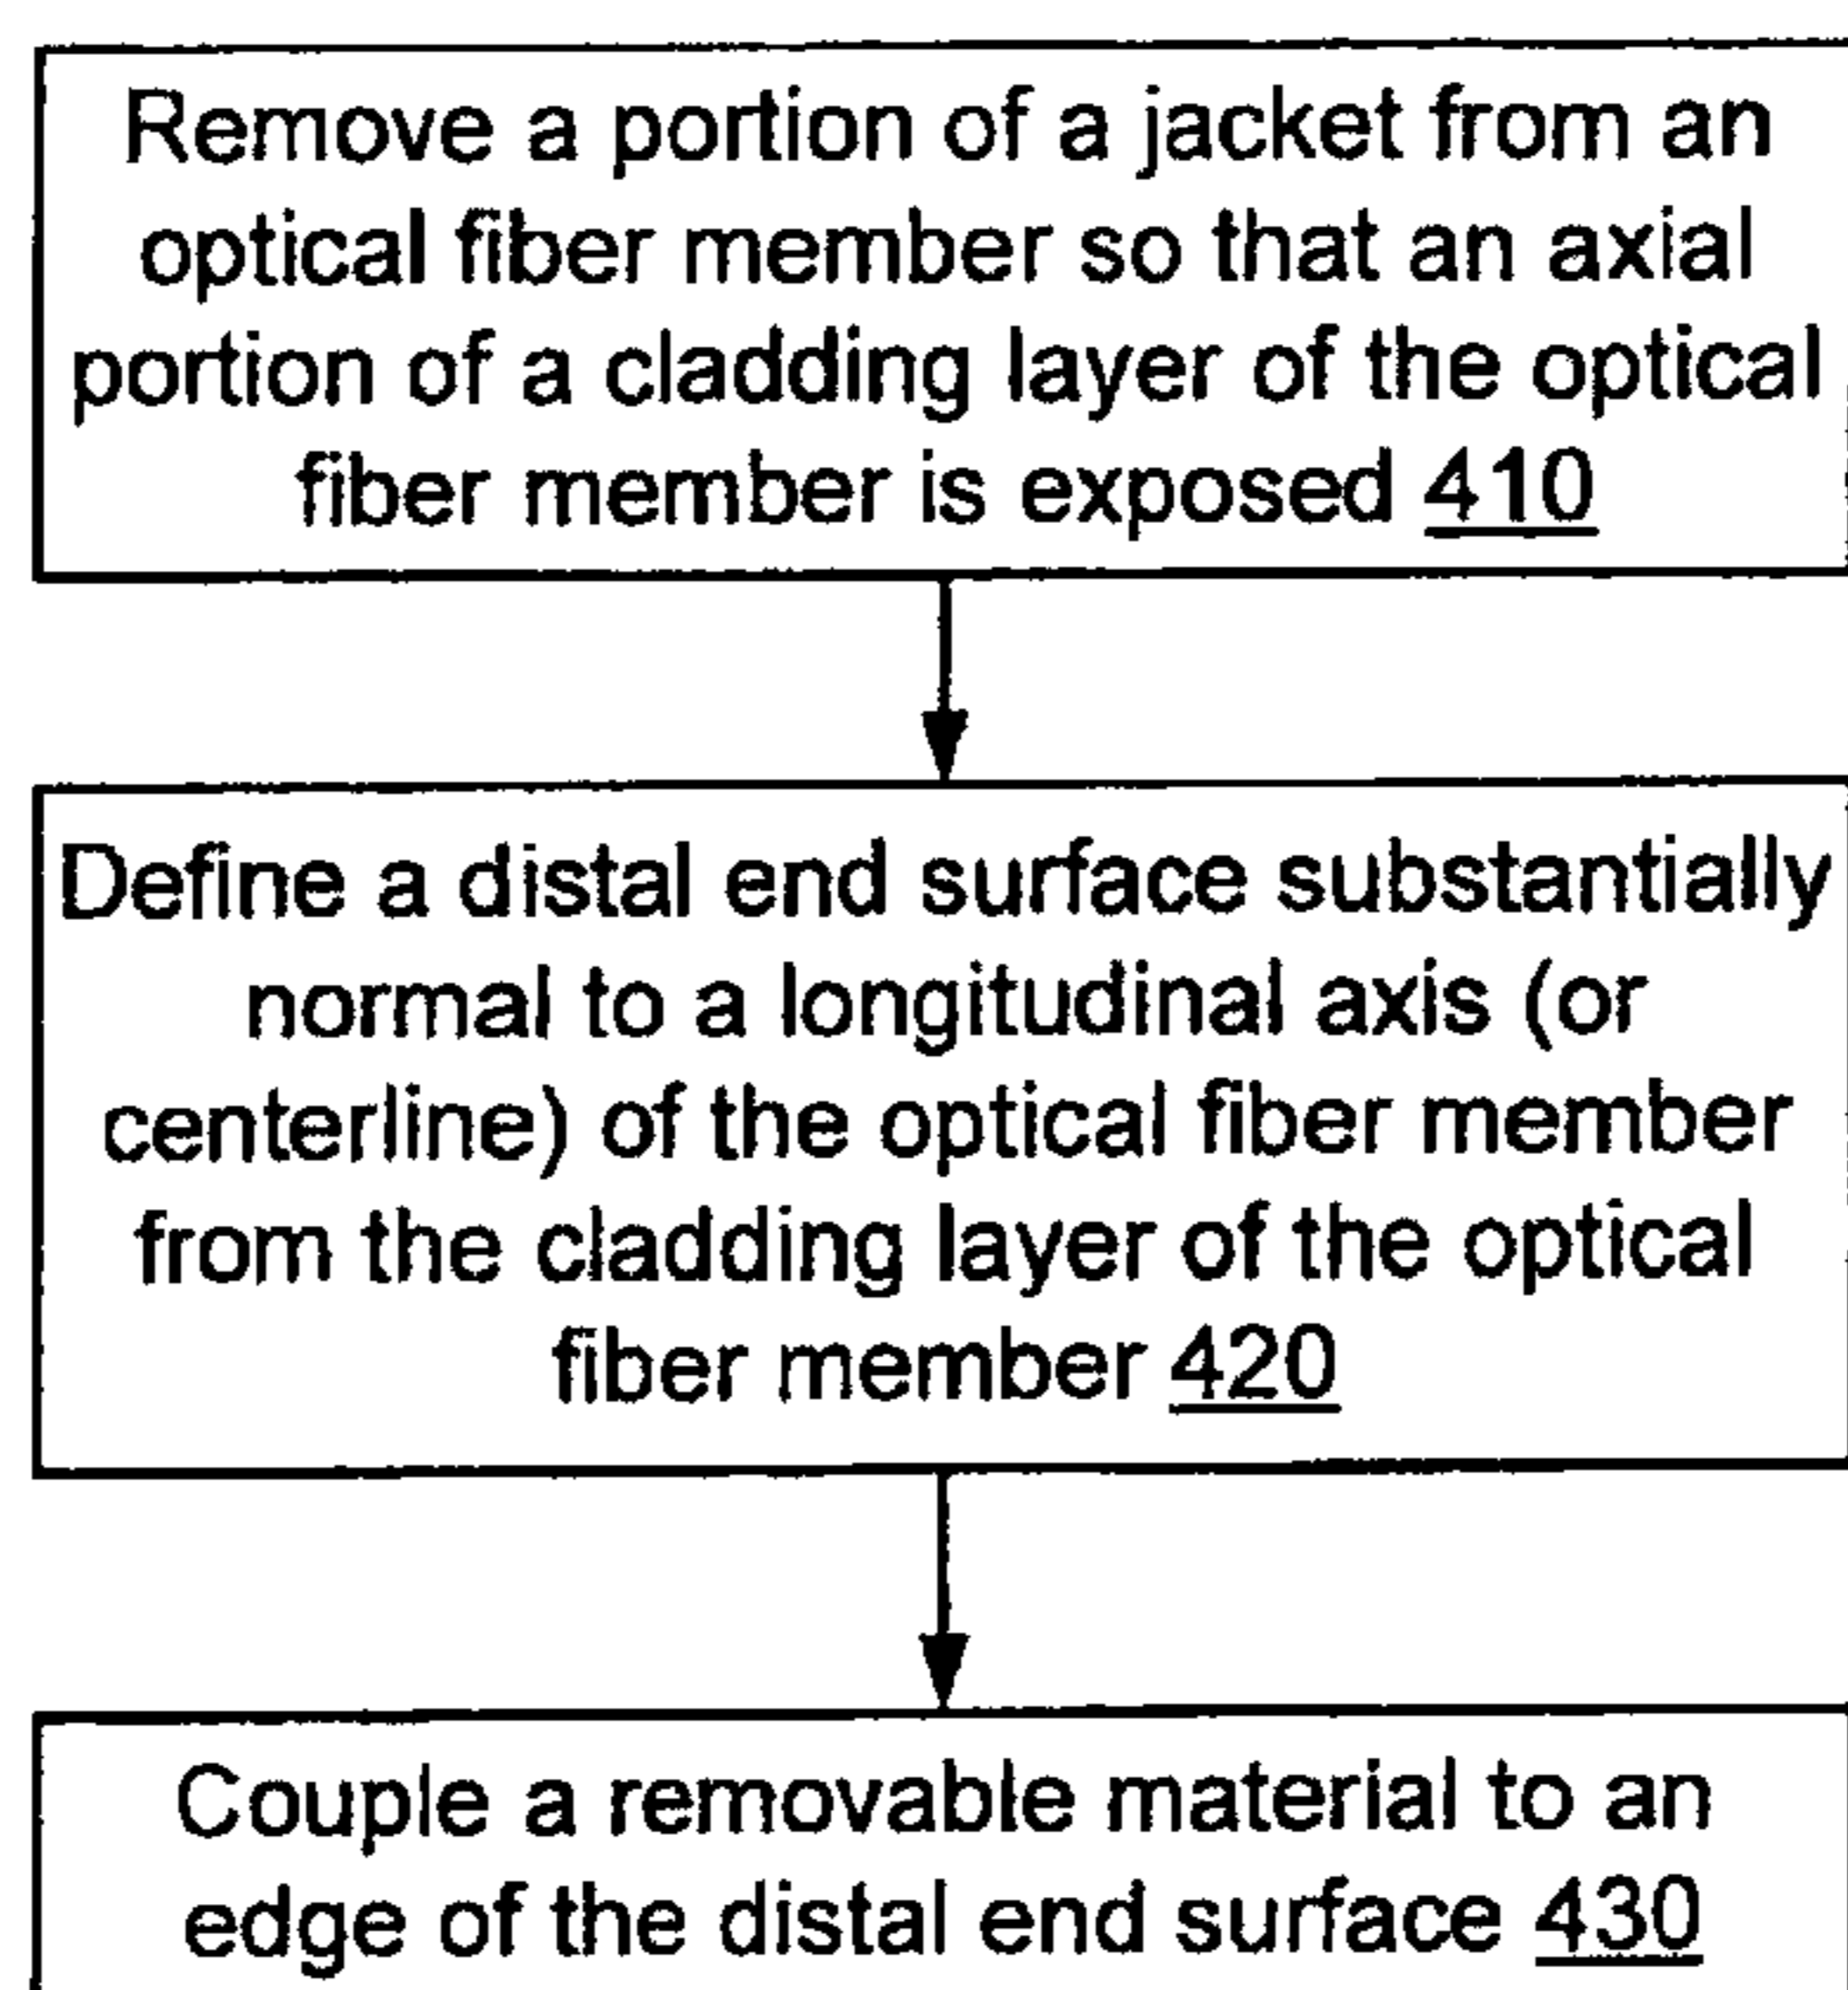 Remove a portion of a jacket from an
optical fiber member so that an axial
portion of a cladding layer of the optical
fiber member is exposed 410
Define a distal end surface substantially
normal to a longitudinal axis (or
centerline) of the optical fiber member
from the cladding layer of the optical
fiber member 420
Couple a removable material to an
edge of the distal end surface 430